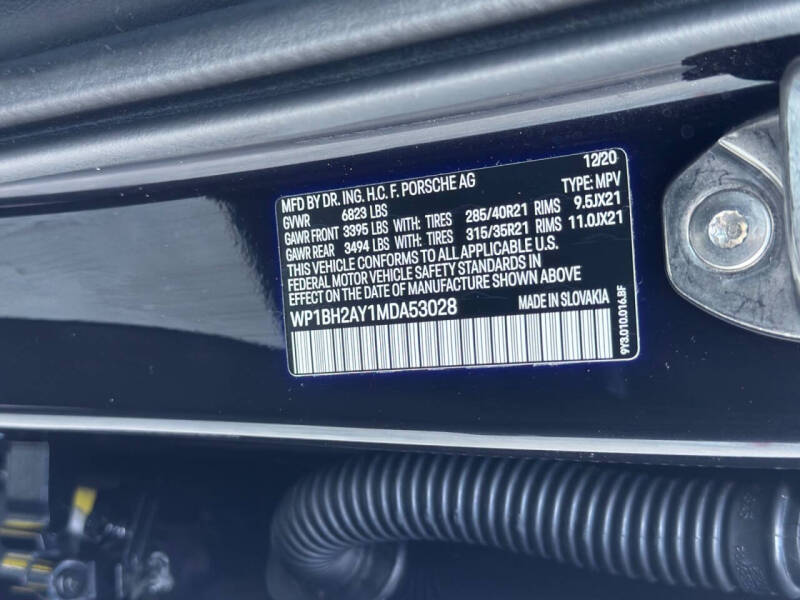 12/20
MFD BY DR. ING. H.C. F. PORSCHE AG TYPE: MPV
GVWR 6823 LBS
GAWR FRONT 3395 LBS WITH: TIRES 285/40R21 RIMS 9.5JX21
GAWR REAR 3494 LBS WITH: TIRES 315/35R21 RIMS 11.0JX21
THIS VEHICLE CONFORMS TO ALL APPLICABLE U.S.
FEDERAL MOTOR VEHICLE SAFETY STANDARDS IN
EFFECT ON THE DATE OF MANUFACTURE SHOWN ABOVE
WP1BH2AY1MDA53028 MADE IN SLOVAKIA
9Y3.010.016.BF